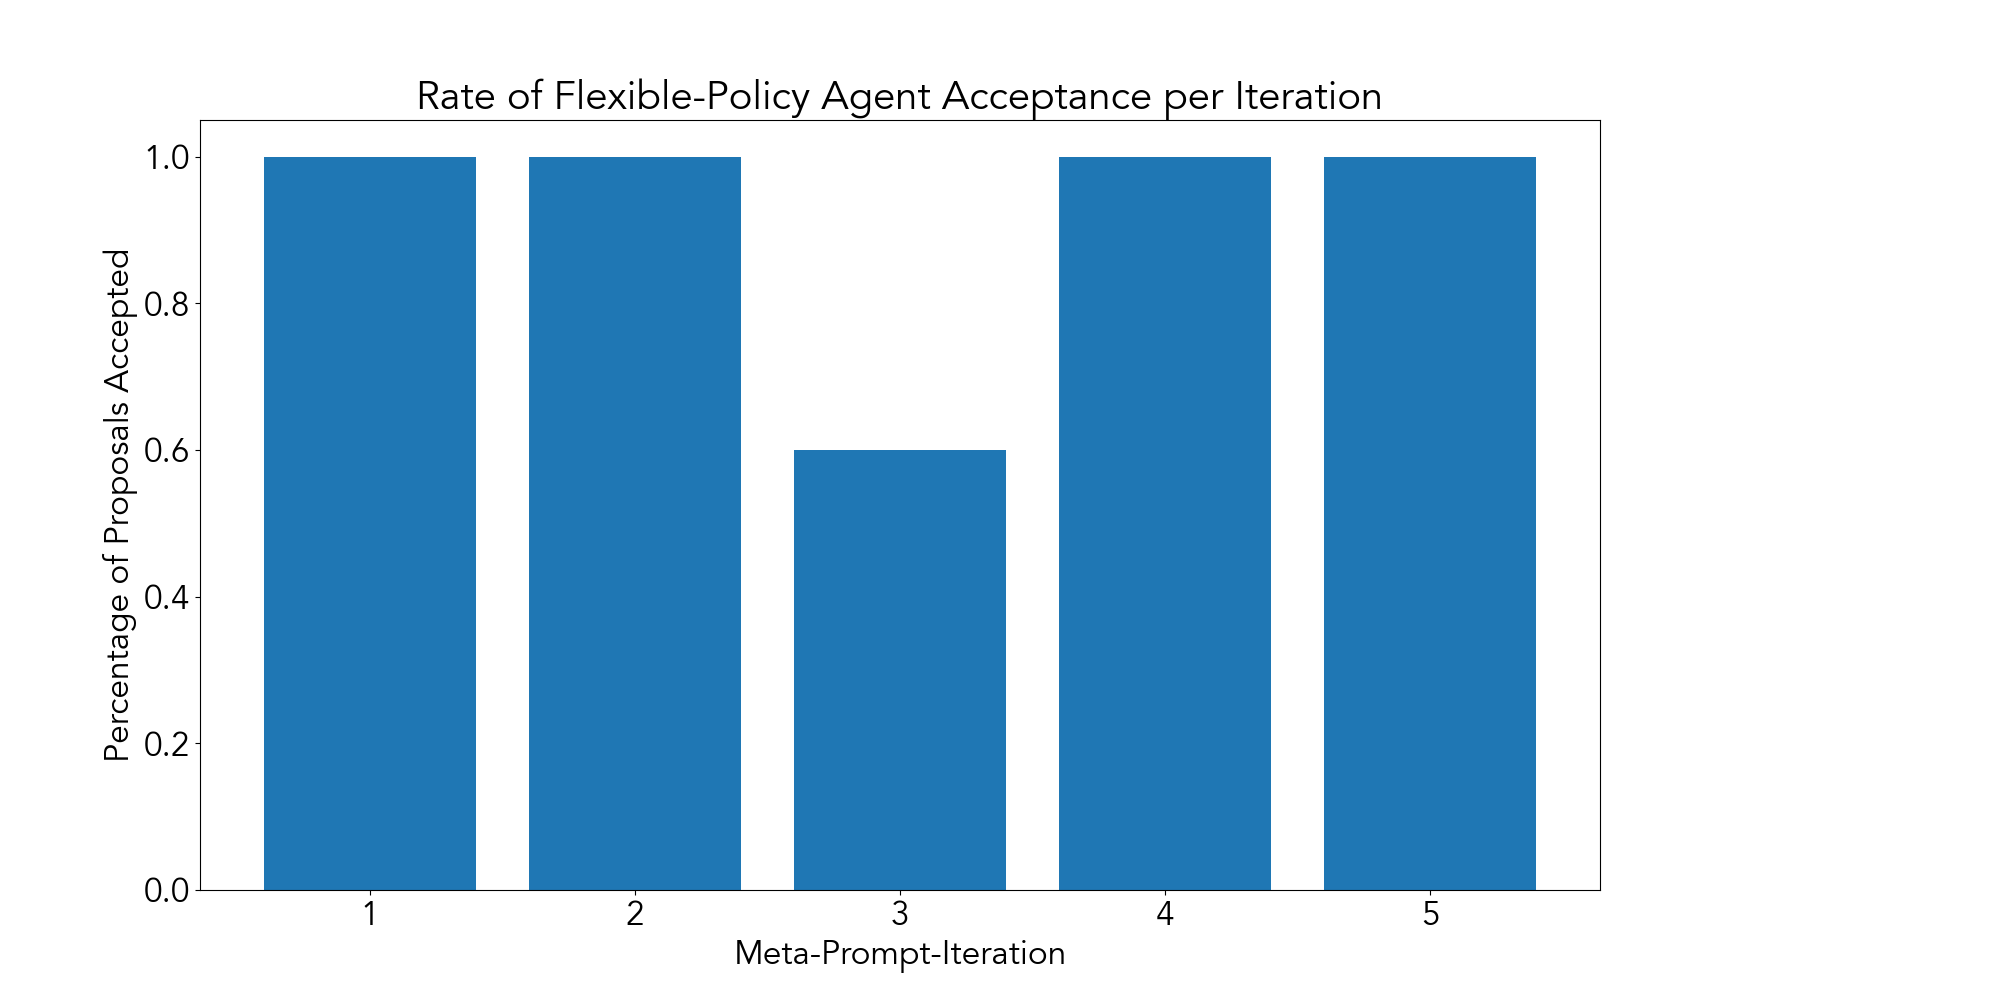 Rate of Flexible-Policy Agent Acceptance per Iteration
Percentage of Proposals Accepted
1.0
0.8
0.6
0.4
0.2
0.0
1 2 3 4 5
Meta-Prompt-Iteration